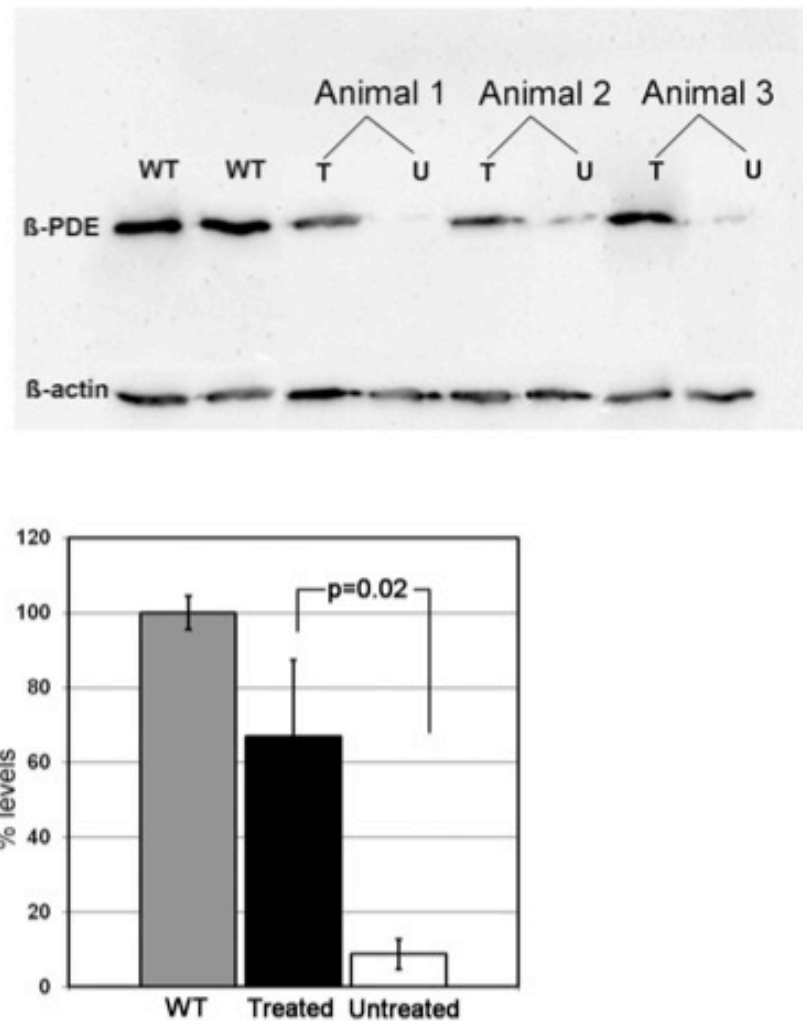 Animal 1 Animal 2 Animal 3
WT WT T U T U T U
ß-PDE
ß-actin
120
p=0.02
100
80
60
40
20
0
% levels
WT Treated Untreated